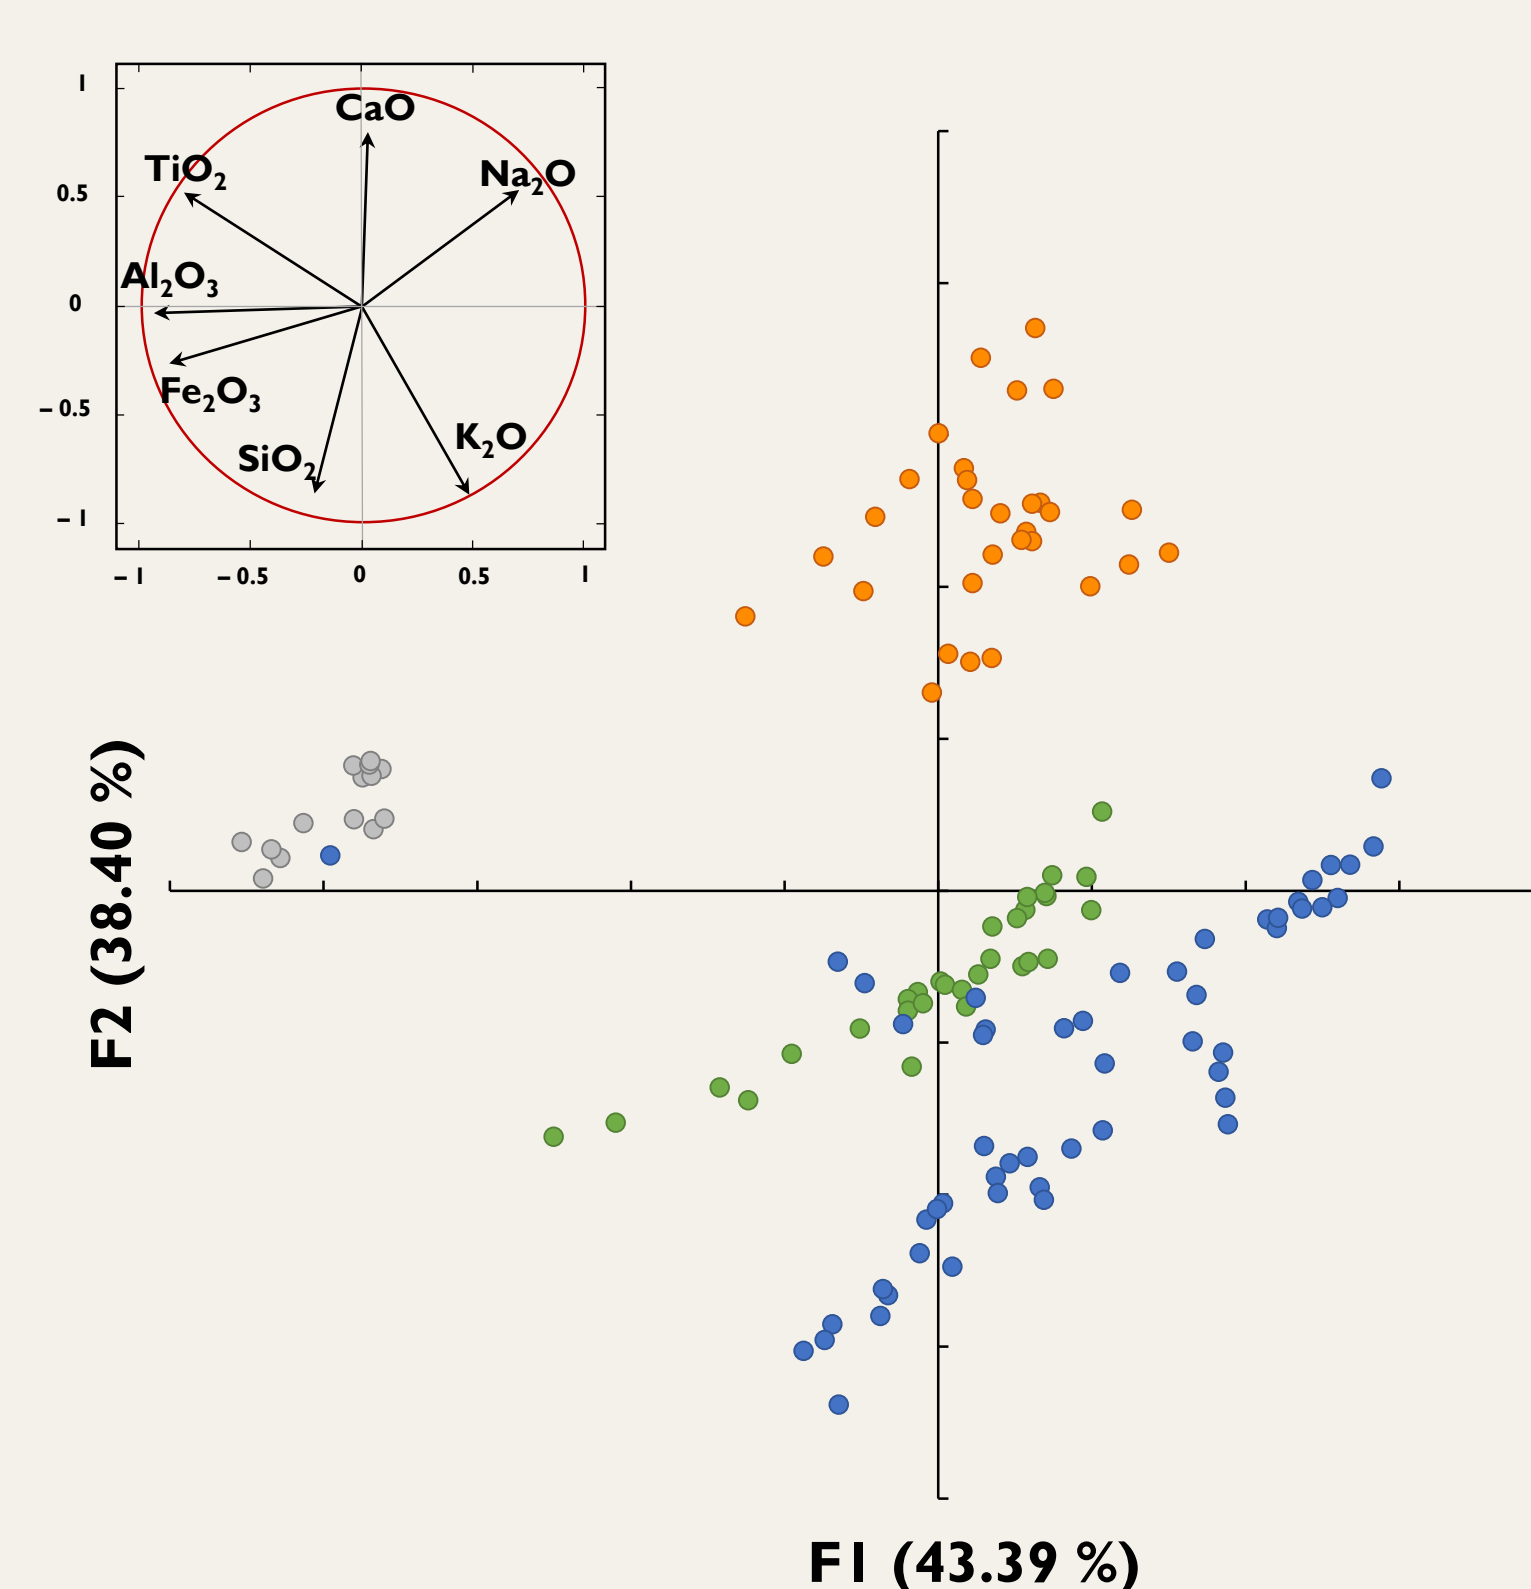 1
CaO
TiO₂
Na₂O
0.5
Al₂O₃
0
Fe₂O₃
– 0.5
K₂O
SiO₂
– 1
– 1 – 0.5 0 0.5 1
F2 (38.40 %)
F1 (43.39 %)